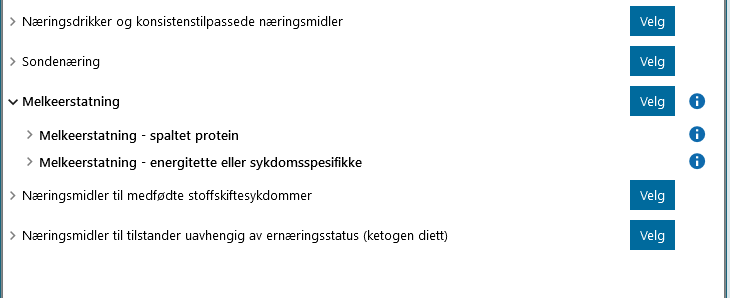 Næringsdrikker og konsistenstilpassede næringsmidler Velg
Sondenæring Velg
Melkeerstatning Velg
Melkeerstatning - spaltet protein
Melkeerstatning - energitette eller sykdomsspesifikke
Næringsmidler til medfødte stoffskiftesykdommer Velg
Næringsmidler til tilstander uavhengig av ernæringsstatus (ketogen diett) Velg